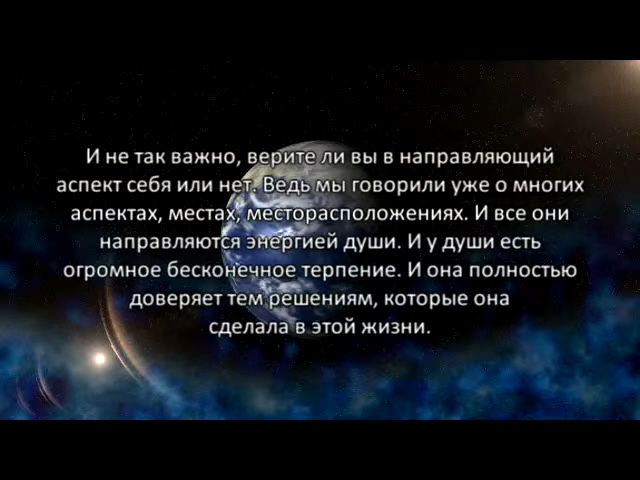 И не так важно, верите ли вы в направляющий
аспект себя или нет. Ведь мы говорили уже о многих
аспектах, местах, месторасположениях. И все они
направляются энергией души. И у души есть
огромное бесконечное терпение. И она полностью
доверяет тем решениям, которые она
сделала в этой жизни.